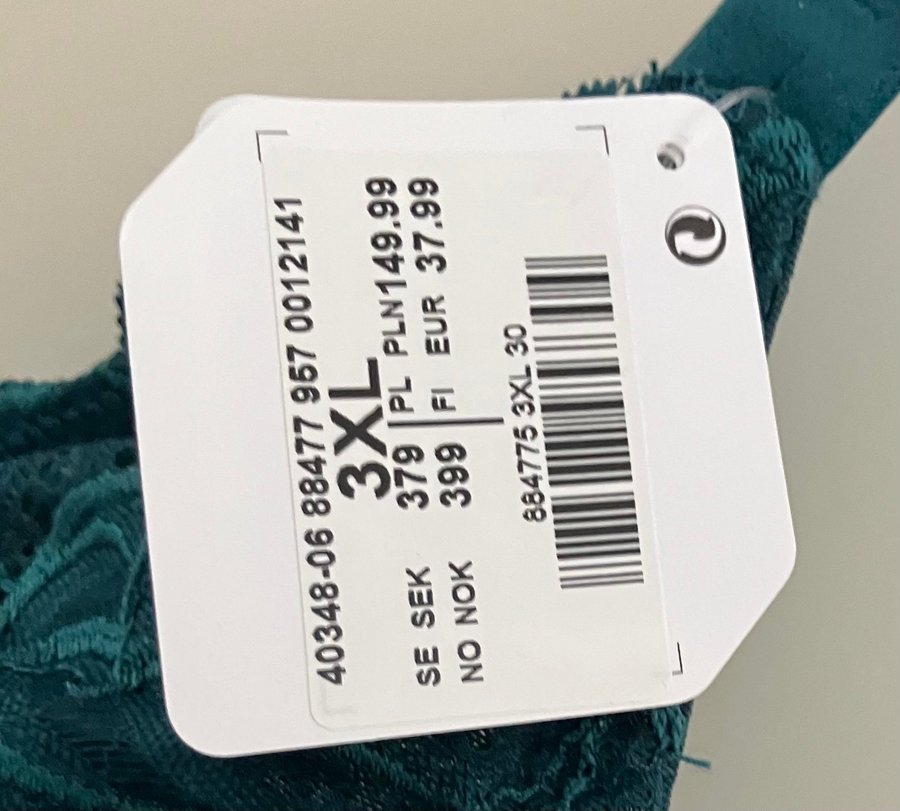 40348-06 88477 957 0012141
3XL
SE SEK 379 PL PLN149.99
NO NOK 399 FI EUR 37.99
884775 3XL 30